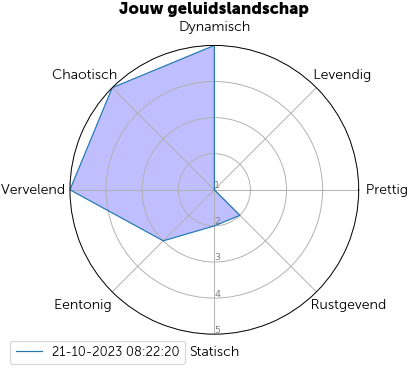 Jouw geluidslandschap
Dynamisch
Chaotisch
Levendig
Vervelend
1
Prettig
2
3
4
Eentonig
Rustgevend
5
21-10-2023 08:22:20
Statisch